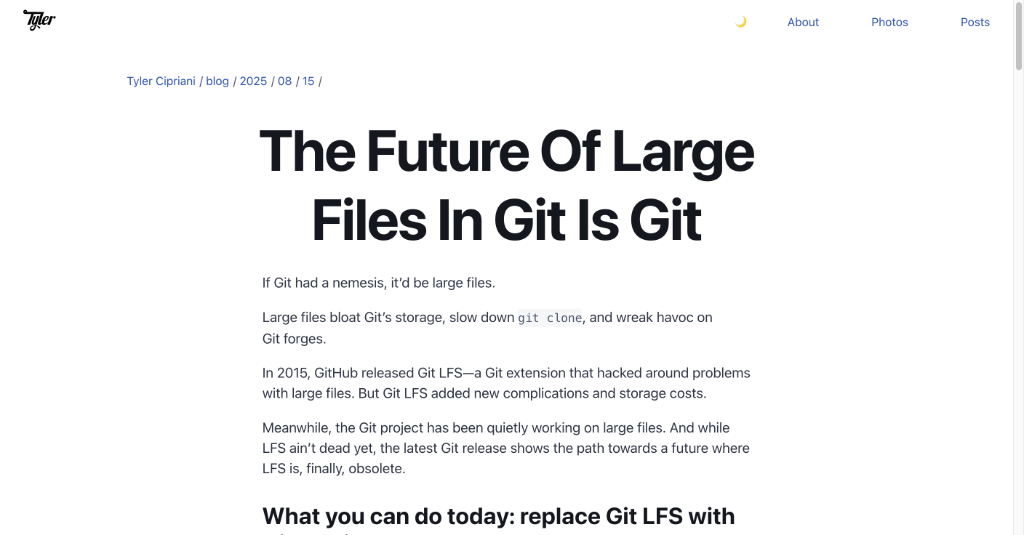 Tyler
About Photos Posts
Tyler Cipriani / blog / 2025 / 08 / 15 /
The Future Of Large
Files In Git Is Git
If Git had a nemesis, it’d be large files.
Large files bloat Git’s storage, slow down git clone, and wreak havoc on
Git forges.
In 2015, GitHub released Git LFS—a Git extension that hacked around problems
with large files. But Git LFS added new complications and storage costs.
Meanwhile, the Git project has been quietly working on large files. And while
LFS ain’t dead yet, the latest Git release shows the path towards a future where
LFS is, finally, obsolete.
What you can do today: replace Git LFS with